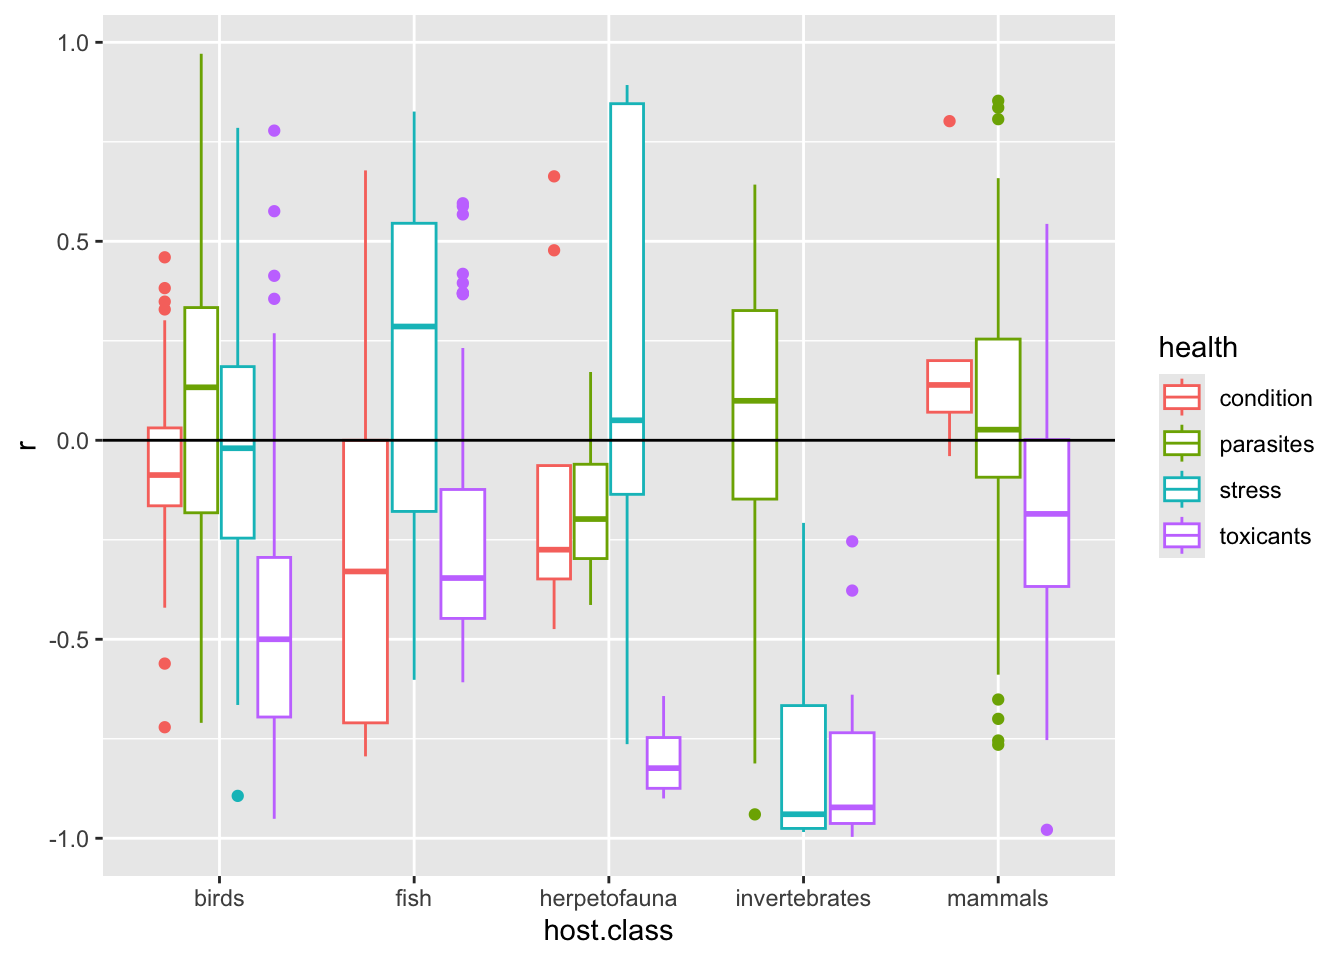 1.0
0.5
0.0
-0.5
-1.0
r
birds fish herpetofauna invertebrates mammals
host.class
health
condition
parasites
stress
toxicants